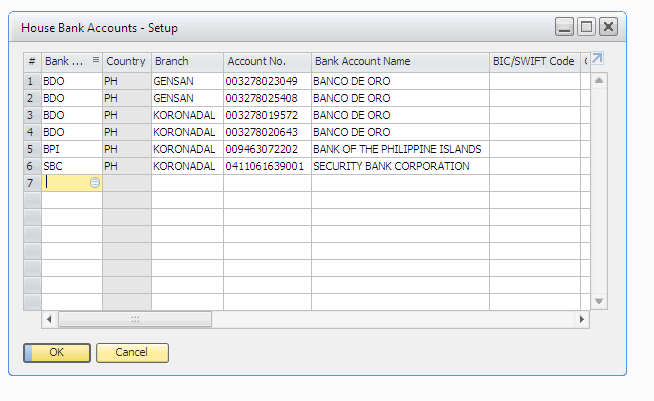 House Bank Accounts - Setup
# Bank ... Country Branch Account No. Bank Account Name BIC/SWIFT Code
1 BDO PH GENSAN 003278023049 BANCO DE ORO
2 BDO PH GENSAN 003278025408 BANCO DE ORO
3 BDO PH KORONADAL 003278019572 BANCO DE ORO
4 BDO PH KORONADAL 003278020643 BANCO DE ORO
5 BPI PH KORONADAL 009463072202 BANK OF THE PHILIPPINE ISLANDS
6 SBC PH KORONADAL 0411061639001 SECURITY BANK CORPORATION
7
OK Cancel